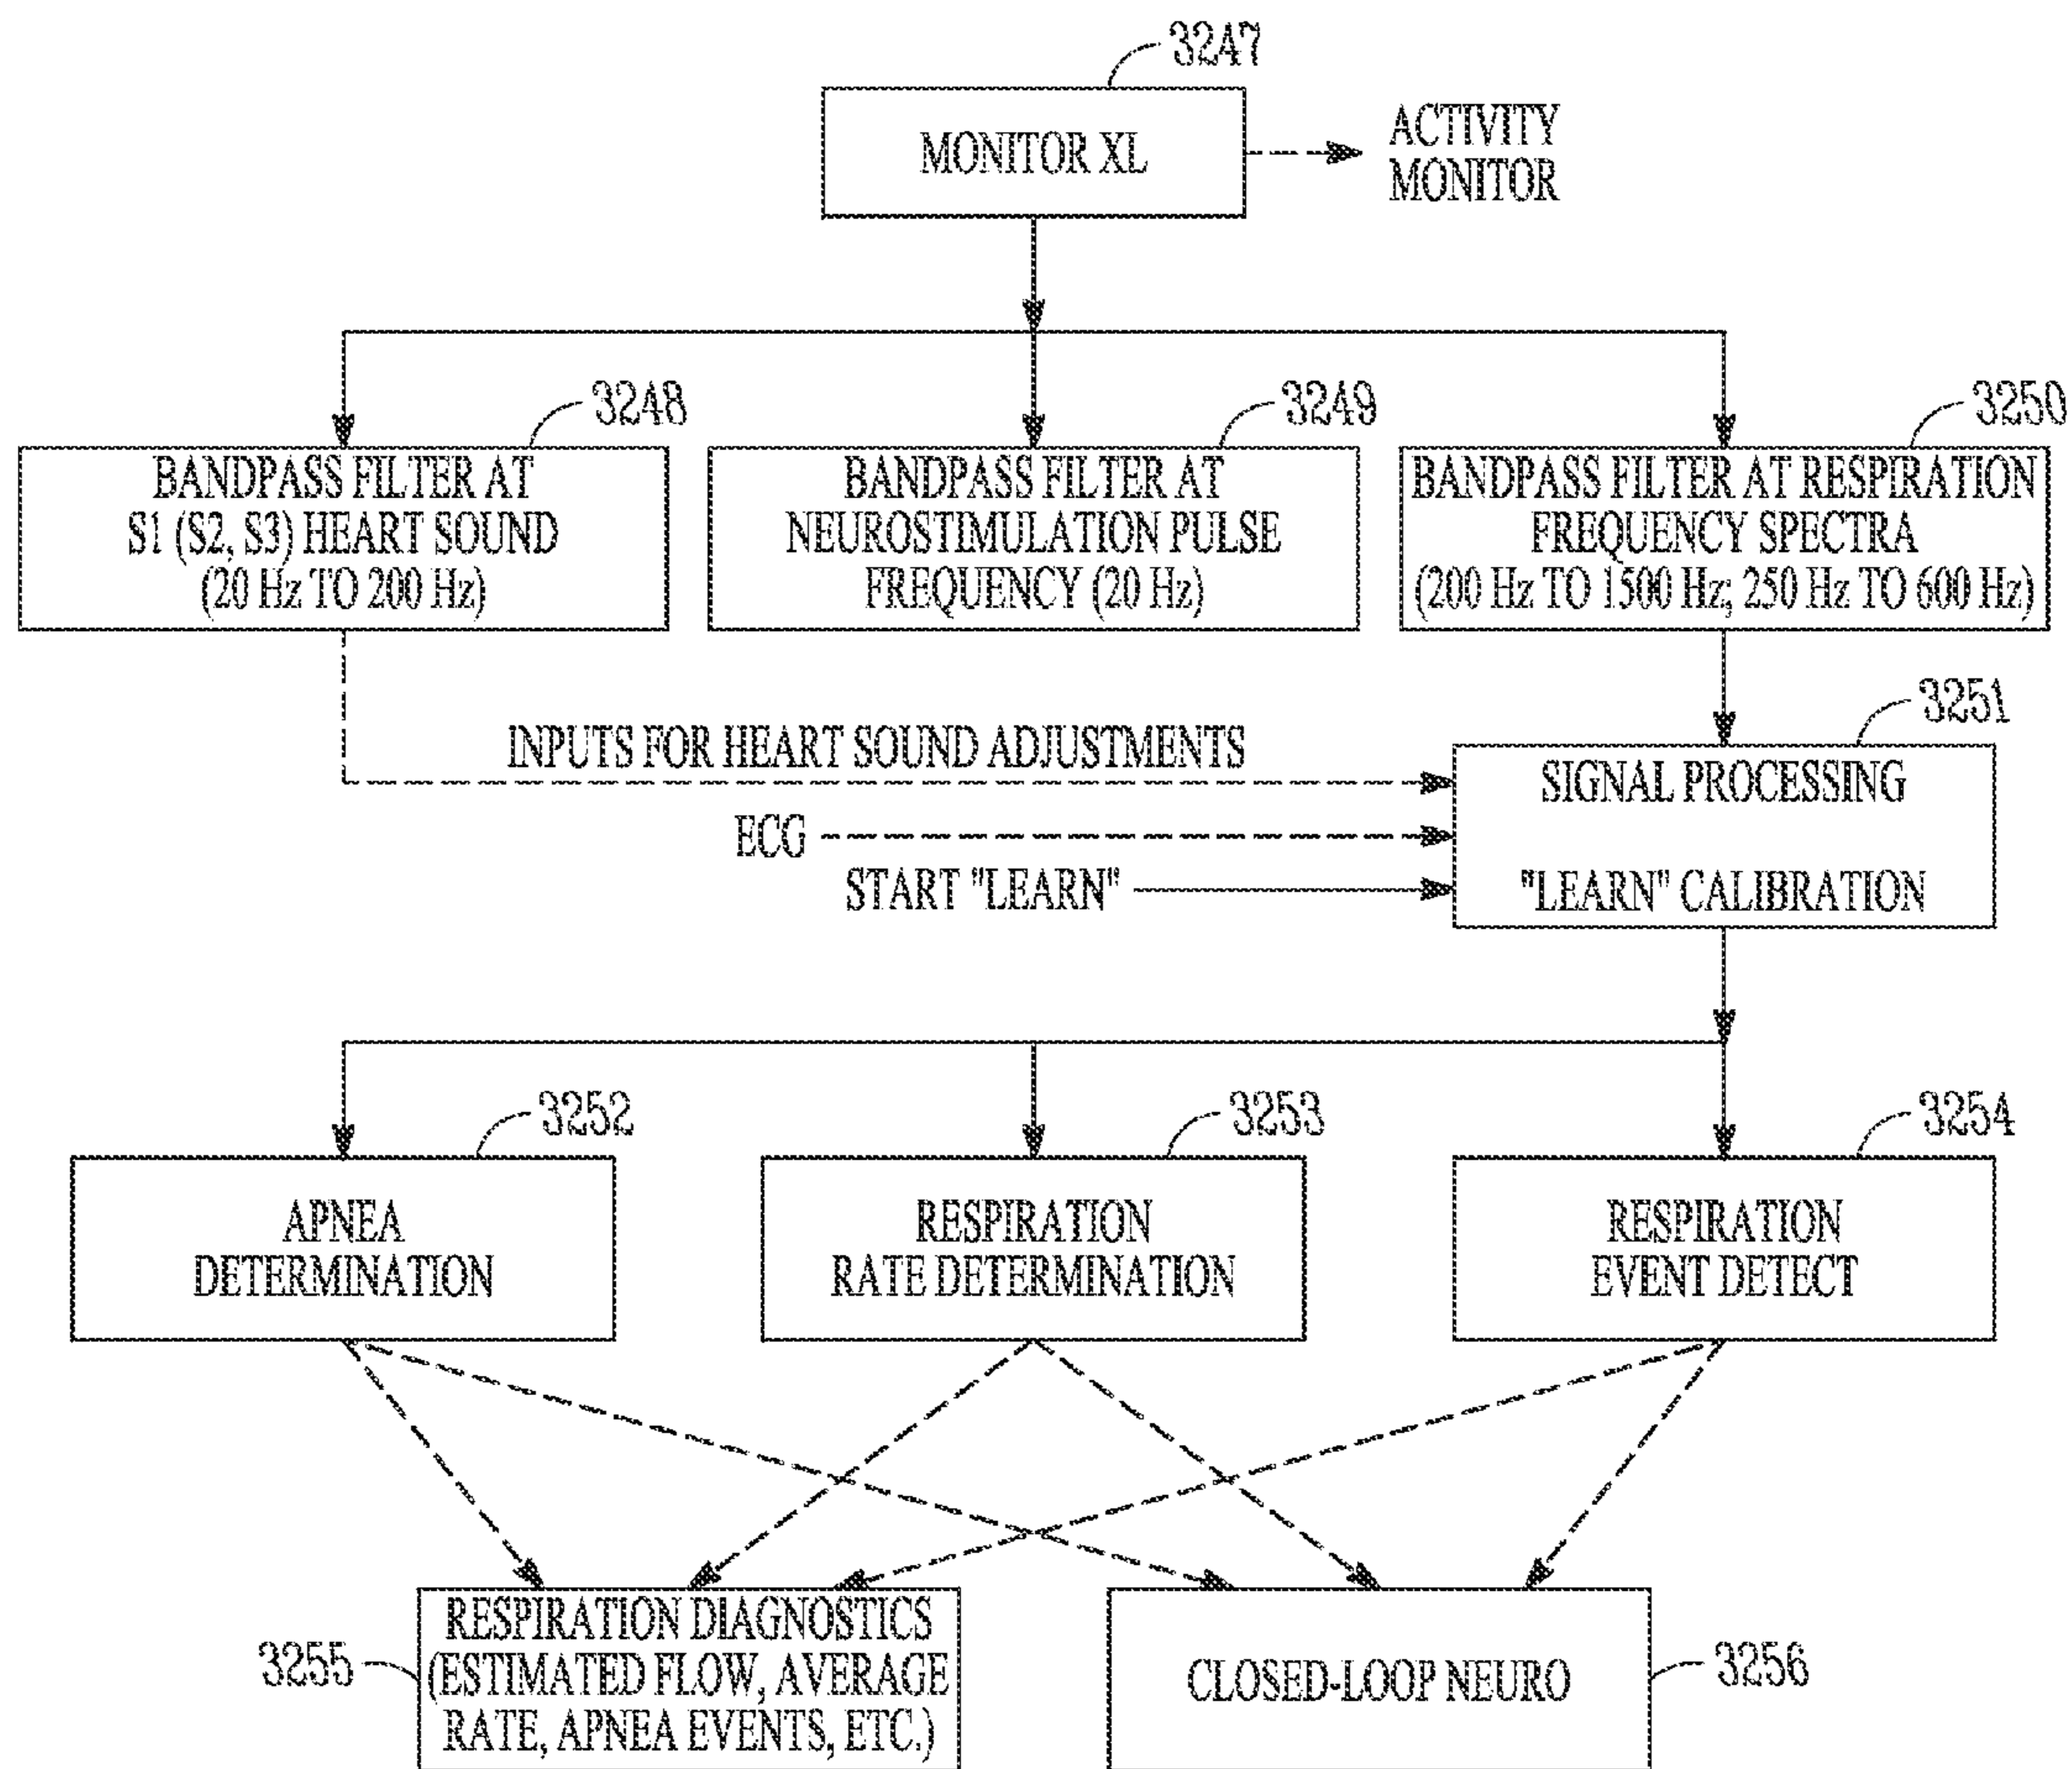 3247
MONITOR XL
ACTIVITY
MONITOR
3248
3249
3250
BANDPASS FILTER AT
S1 (S2, S3) HEART SOUND
(20 Hz TO 200 Hz)
BANDPASS FILTER AT
NEUROSTIMULATION PULSE
FREQUENCY (20 Hz)
BANDPASS FILTER AT RESPIRATION
FREQUENCY SPECTRA
(200 Hz TO 1500 Hz; 250 Hz TO 600 Hz)
3251
INPUTS FOR HEART SOUND ADJUSTMENTS
ECG
START "LEARN"
SIGNAL PROCESSING
"LEARN" CALIBRATION
3252
3253
3254
APNEA
DETERMINATION
RESPIRATION
RATE DETERMINATION
RESPIRATION
EVENT DETECT
3255
RESPIRATION DIAGNOSTICS
(ESTIMATED FLOW, AVERAGE
RATE, APNEA EVENTS, ETC.)
CLOSED-LOOP NEURO
3256